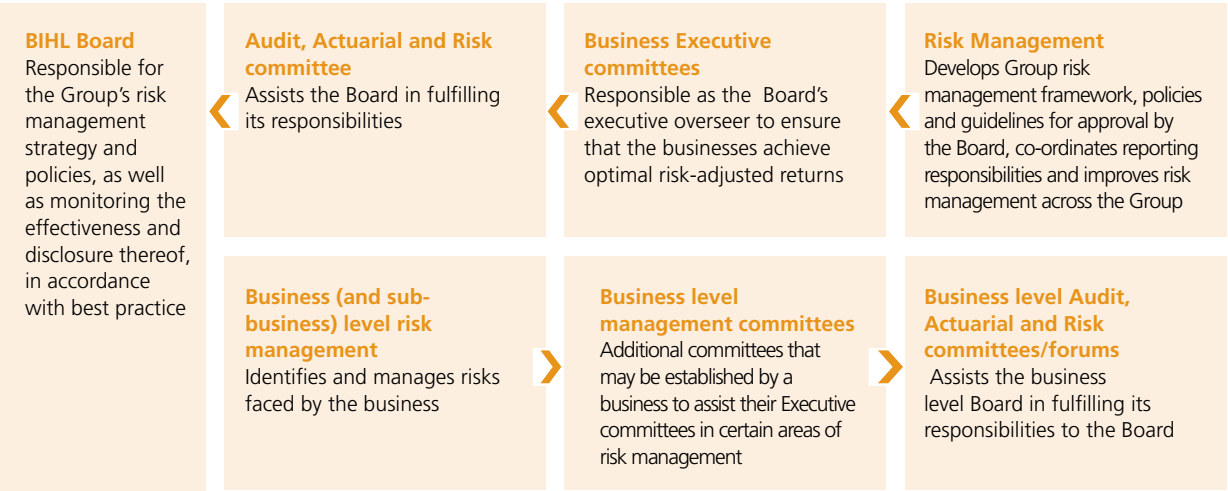 BIHL Board
Responsible for
the Group's risk
management
strategy and
policies, as well
as monitoring the
effectiveness and
disclosure thereof,
in accordance
with best practice
Audit, Actuarial and Risk
committee
Assists the Board in fulfilling
its responsibilities
Business Executive
committees
Responsible as the Board's
executive overseer to ensure
that the businesses achieve
optimal risk-adjusted returns
Risk Management
Develops Group risk
management framework, policies
and guidelines for approval by
the Board, co-ordinates reporting
responsibilities and improves risk
management across the Group
Business (and sub-
business) level risk
management
Identifies and manages risks
faced by the business
Business level
management committees
Additional committees that
may be established by a
business to assist their Executive
committees in certain areas of
risk management
Business level Audit,
Actuarial and Risk
committees/forums
Assists the business
level Board in fulfilling its
responsibilities to the Board